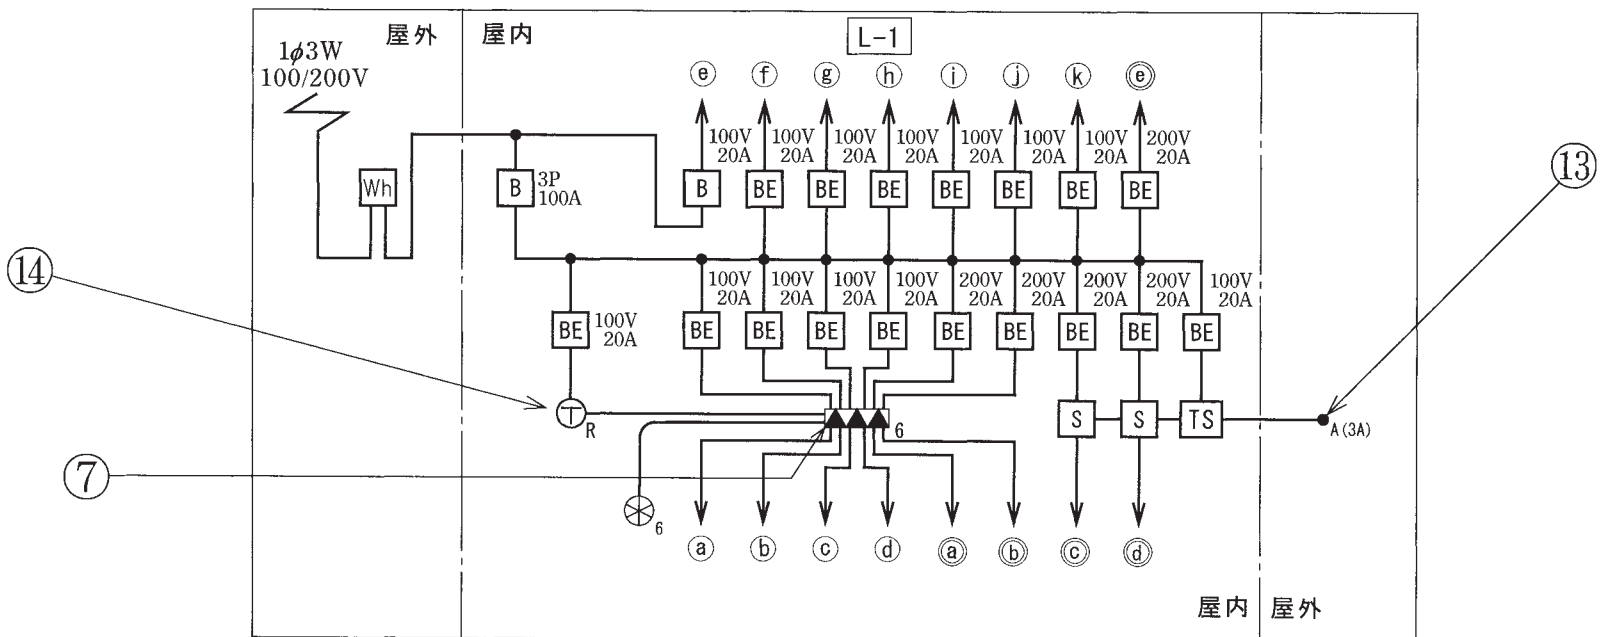 屋外
屋内
L-1
1φ3W
100/200V
e
f
g
h
i
j
k
e
100V
20A
100V
20A
100V
20A
100V
20A
100V
20A
100V
20A
100V
20A
200V
20A
⑬
Wh
B
3P
100A
B
BE
BE
BE
BE
BE
BE
BE
⑭
100V
20A
100V
20A
100V
20A
100V
20A
200V
20A
200V
20A
200V
20A
200V
20A
100V
20A
BE
100V
20A
BE
BE
BE
BE
BE
BE
BE
BE
BE
T
R
6
S
S
TS
A(3A)
⑦
6
a
b
c
d
a
b
c
d
屋内
屋外